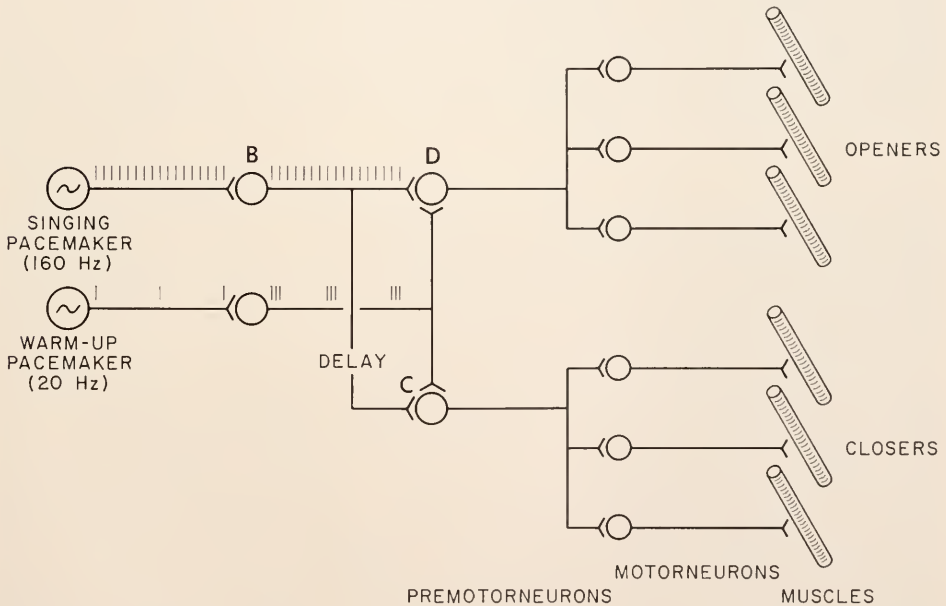 B
D
OPENERS
SINGING
PACEMAKER
(160 Hz)
WARM-UP
PACEMAKER
(20 Hz)
DELAY
C
CLOSERS
MOTORNEURONS
PREMOTORNEURONS
MUSCLES